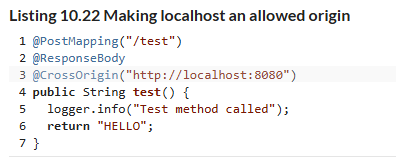 Listing 10.22 Making localhost an allowed origin
1 @PostMapping("/test")
2 @ResponseBody
3 @CrossOrigin("http://localhost:8080")
4 public String test() {
5   logger.info("Test method called");
6   return "HELLO";
7 }